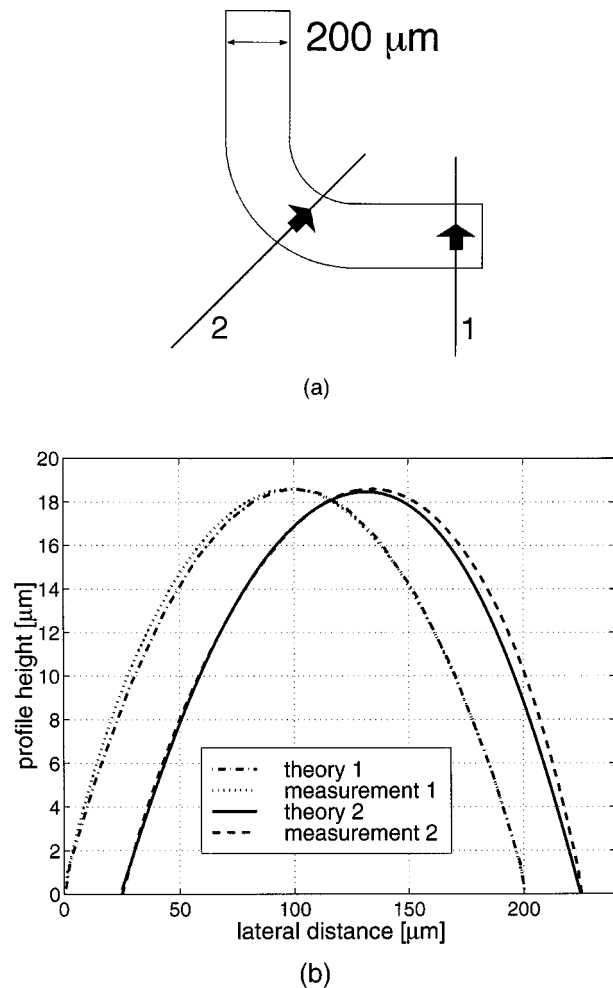 200 μm
2
1
(a)
20
18
16
14
12
10
8
6
4
2
0
profile height [μm]
theory 1
measurement 1
theory 2
measurement 2
0 50 100 150 200
lateral distance [μm]
(b)